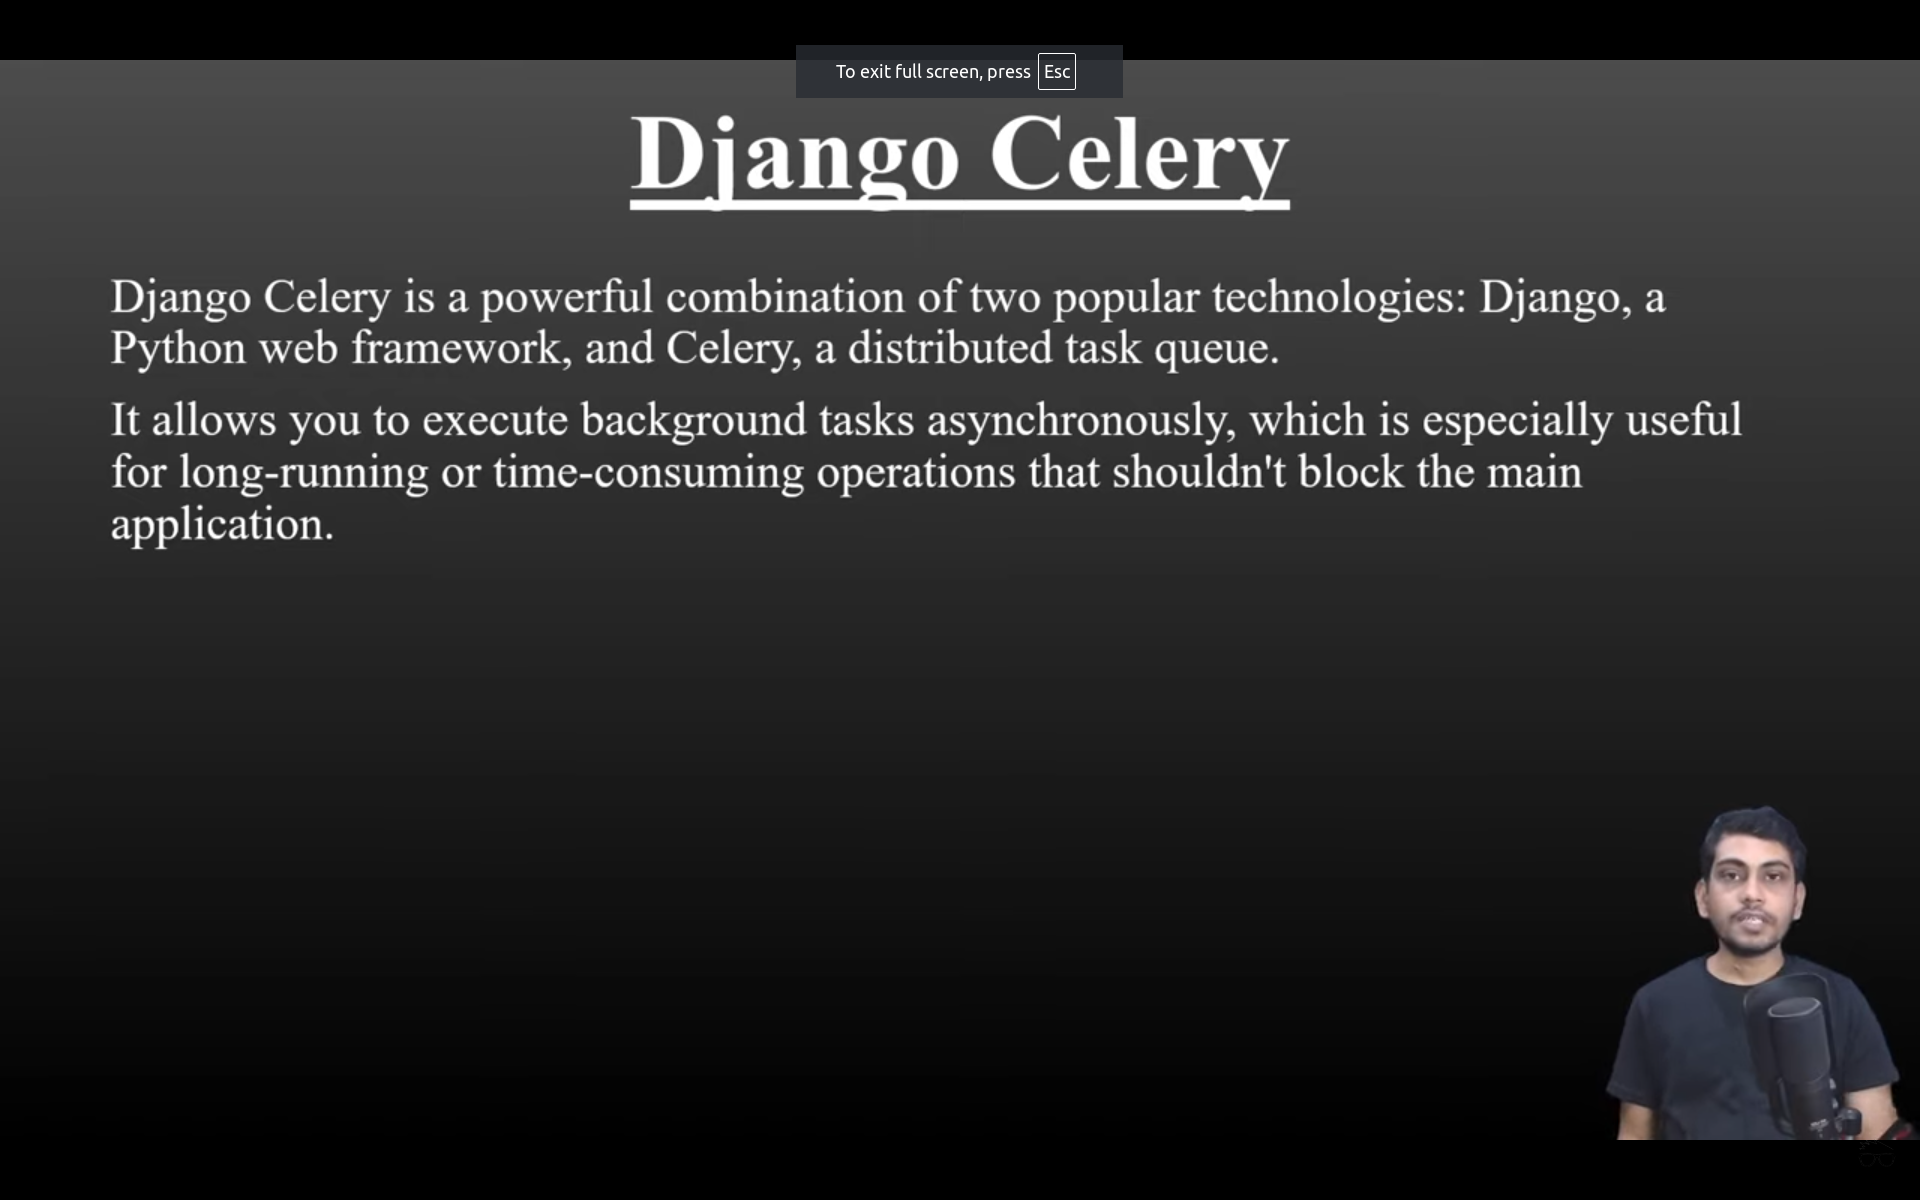 To exit full screen, press Esc
Django Celery
Django Celery is a powerful combination of two popular technologies: Django, a
Python web framework, and Celery, a distributed task queue.
It allows you to execute background tasks asynchronously, which is especially useful
for long-running or time-consuming operations that shouldn't block the main
application.